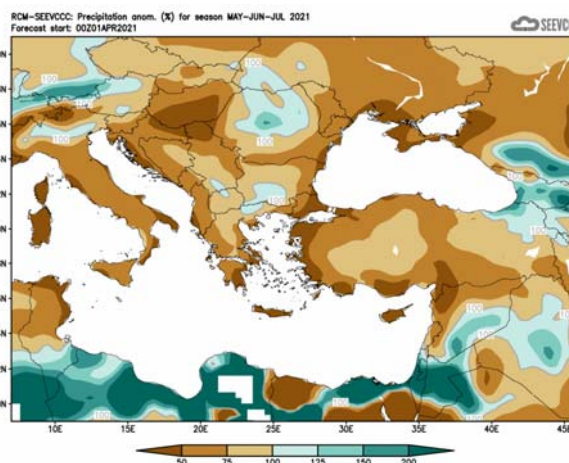 RCM-SEEVCCC: Precipitation anom. (%) for season MAY-JUN-JUL 2021
Forecast start: 00Z01APR2021
SEEVCC
100
100
100
100
100
100
100
100
100
100
100
10E 15E 20E 25E 30E 35E 40E 45E
50 75 100 125 150 200